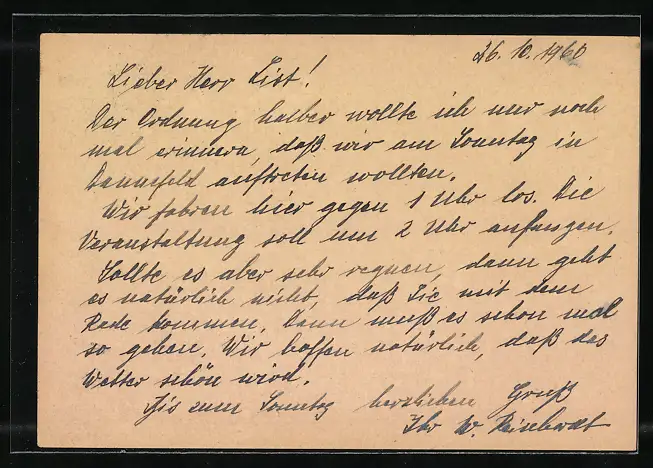 26. 10. 1960
Lieber Herr List!
Der Ordnung halber wollte ich nur noch
mal erinnern, daß wir am Sonntag in
Dannefeld auftreten wollten.
Wir fahren hier gegen 1 Uhr los. Die
Veranstaltung soll um 2 Uhr anfangen.
Sollte es aber sehr regnen, dann geht
es natürlich nicht, daß Sie mit dem
Rade kommen. Dann muß es schon mal
so gehen. Wir hoffen natürlich, daß das
Wetter schön wird.
Bis zum Sonntag herzlichen Gruß
Ihr W.